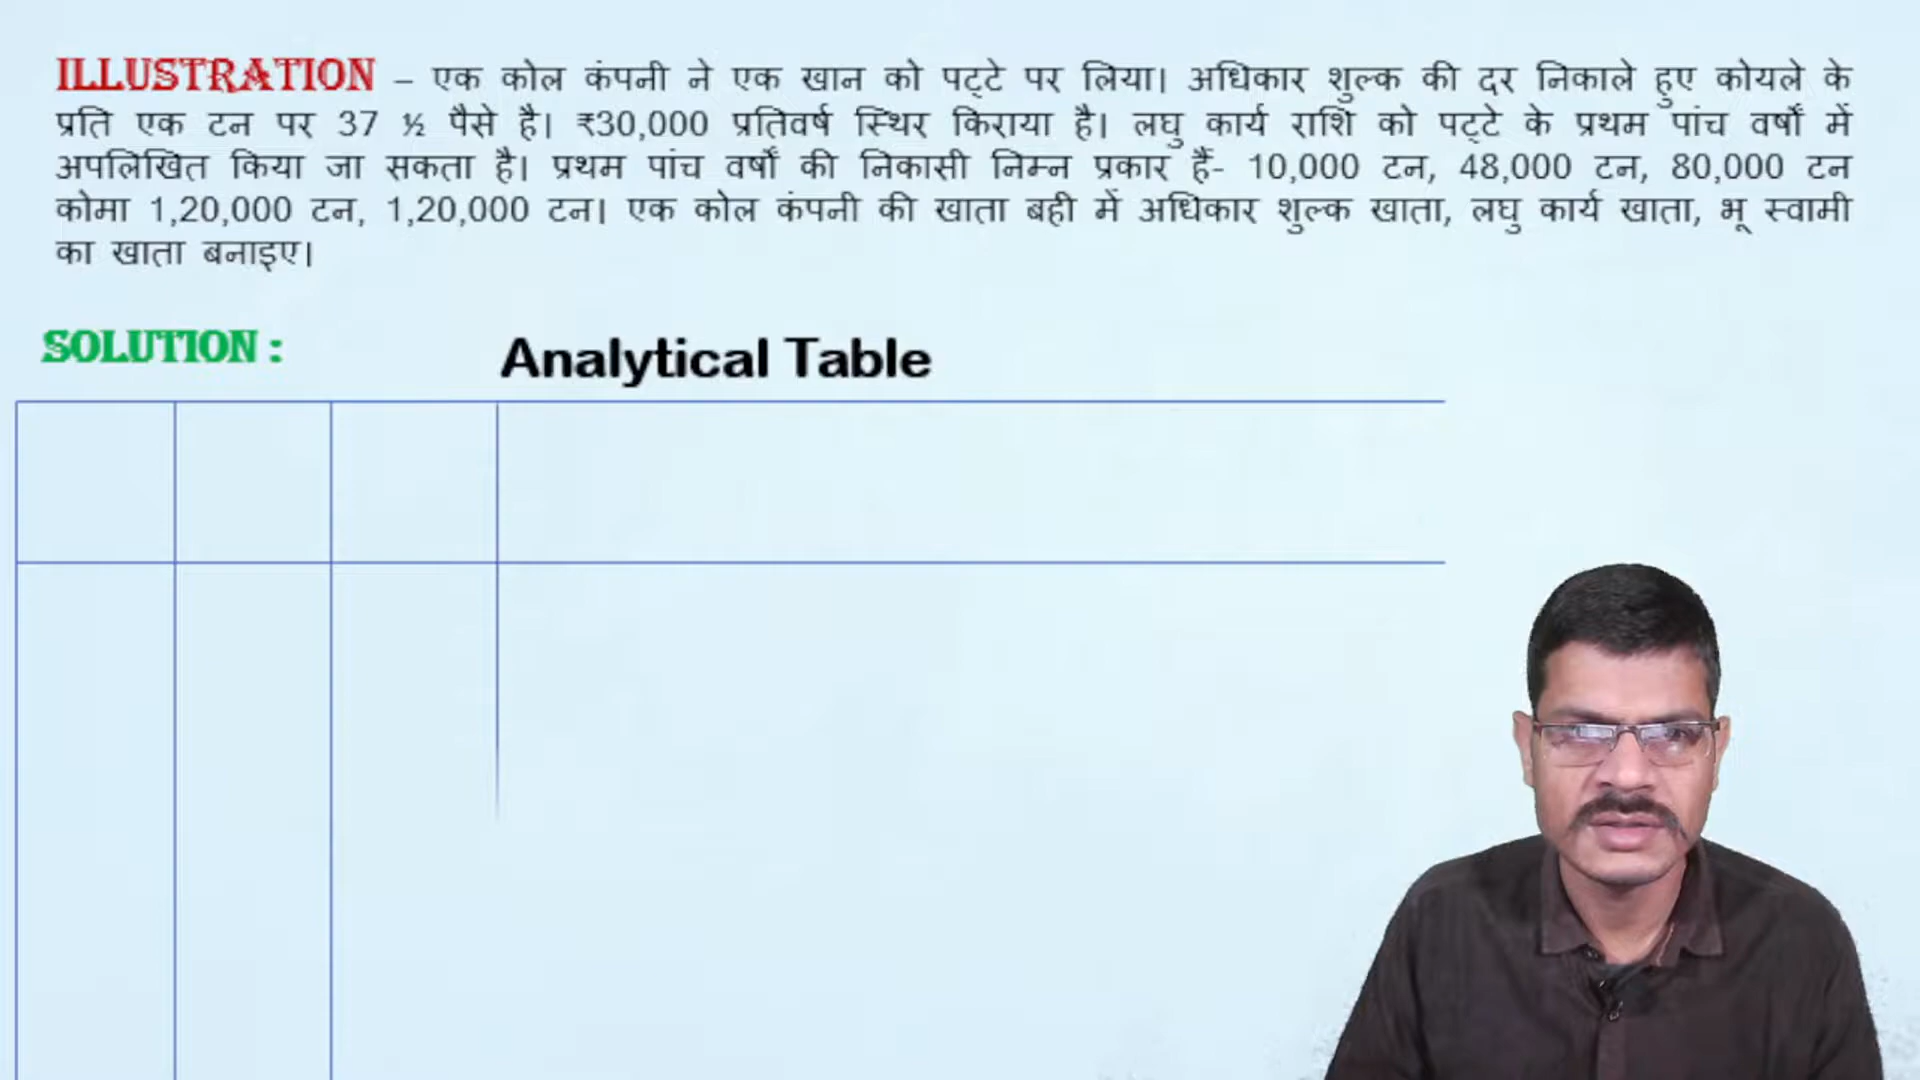 ILLUSTRATION – एक कोल कंपनी ने एक खान को पट्टे पर लिया। अधिकार शुल्क की दर निकाले हुए कोयले के
प्रति एक टन पर 37 ½ पैसे है। ₹30,000 प्रतिवर्ष स्थिर किराया है। लघु कार्य राशि को पट्टे के प्रथम पांच वर्षों में
अपलिखित किया जा सकता है। प्रथम पांच वर्षों की निकासी निम्न प्रकार हैं- 10,000 टन, 48,000 टन, 80,000 टन
कोमा 1,20,000 टन, 1,20,000 टन। एक कोल कंपनी की खाता बही में अधिकार शुल्क खाता, लघु कार्य खाता, भू स्वामी
का खाता बनाइए।
SOLUTION :
Analytical Table